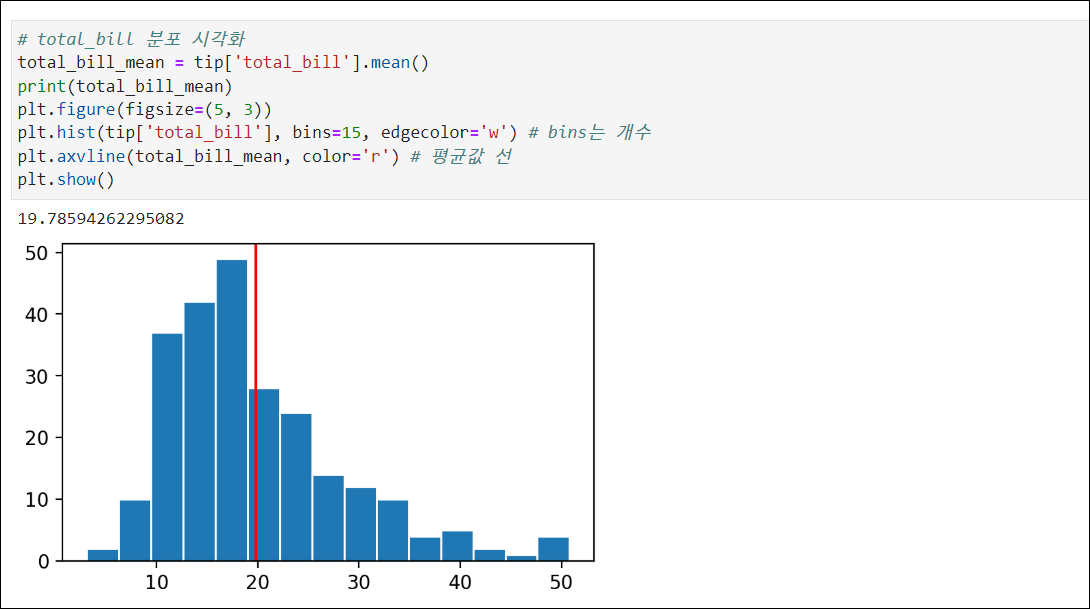 # total_bill 분포 시각화
total_bill_mean = tip['total_bill'].mean()
print(total_bill_mean)
plt.figure(figsize=(5, 3))
plt.hist(tip['total_bill'], bins=15, edgecolor='w') # bins는 개수
plt.axvline(total_bill_mean, color='r') # 평균값 선
plt.show()
19.78594262295082
50
40
30
20
10
0
10 20 30 40 50